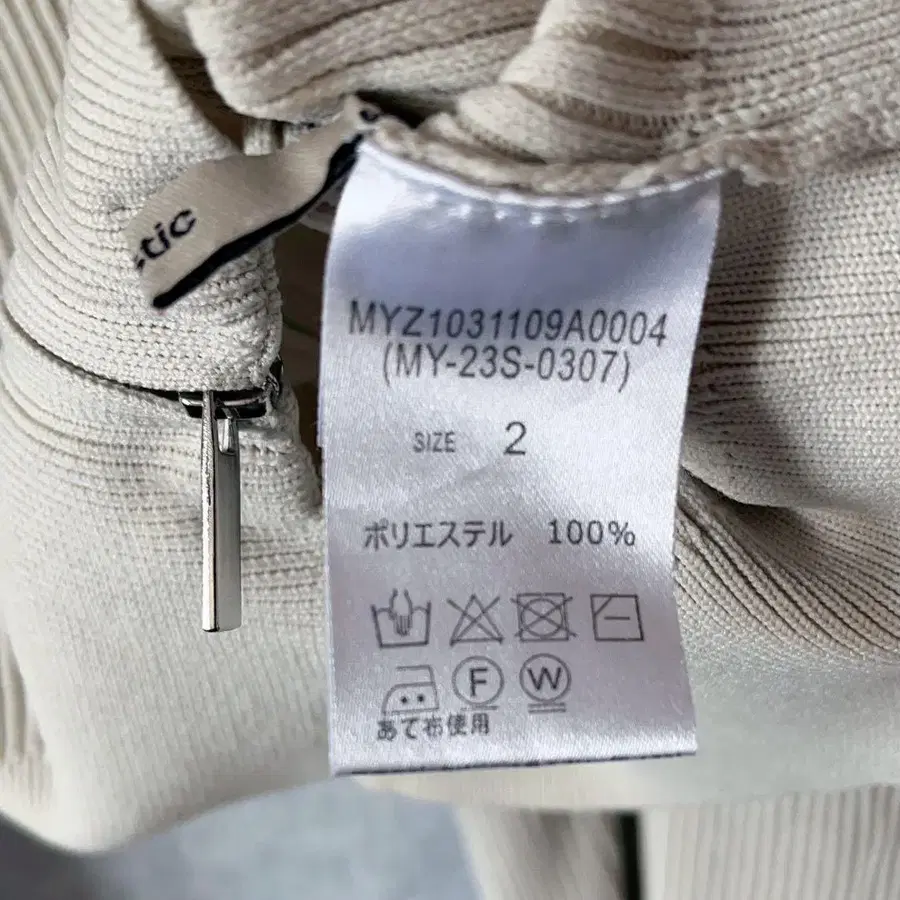 stic
MYZ1031109A0004
(MY-23S-0307)
SIZE 2
ポリエステル 100%
F W
あて布使用